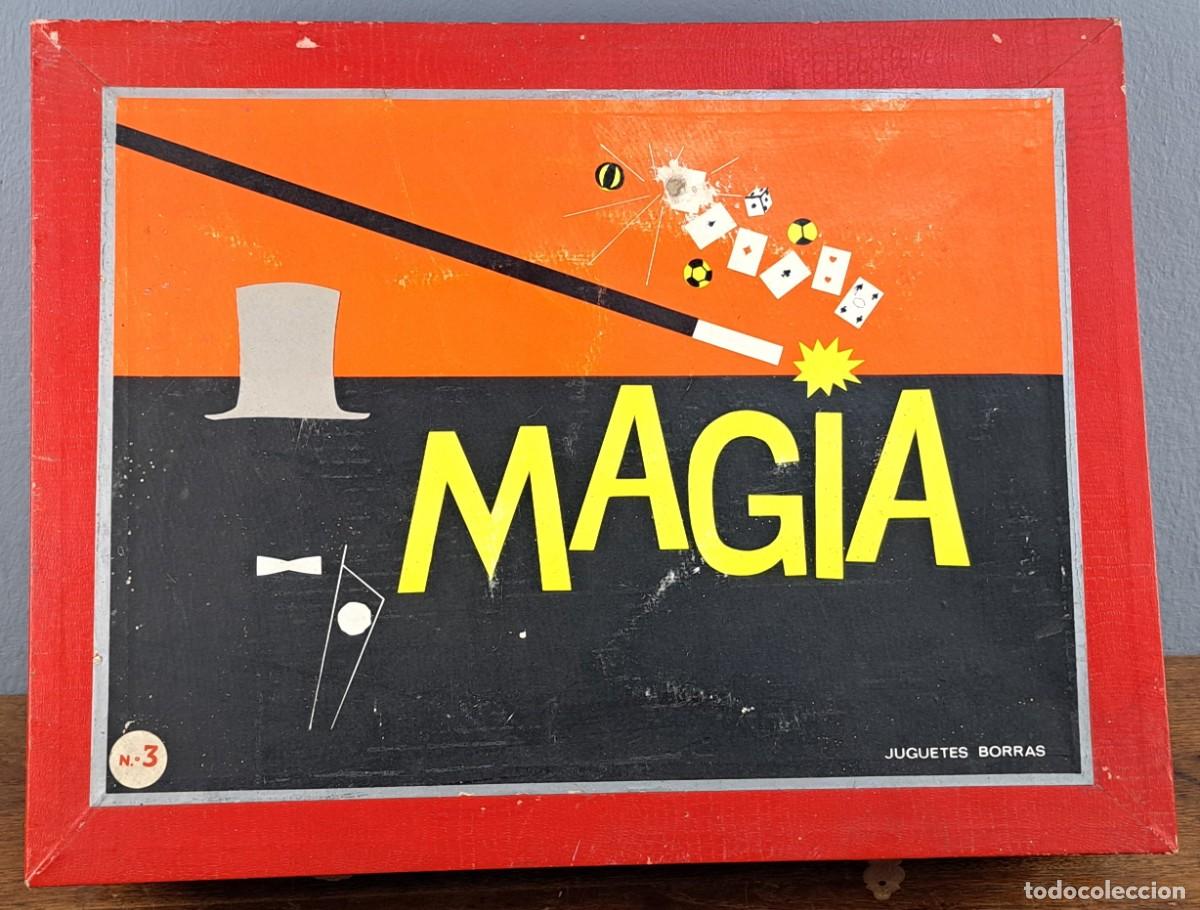 MAGIA
N.º 3
JUGUETES BORRAS
todocoleccion